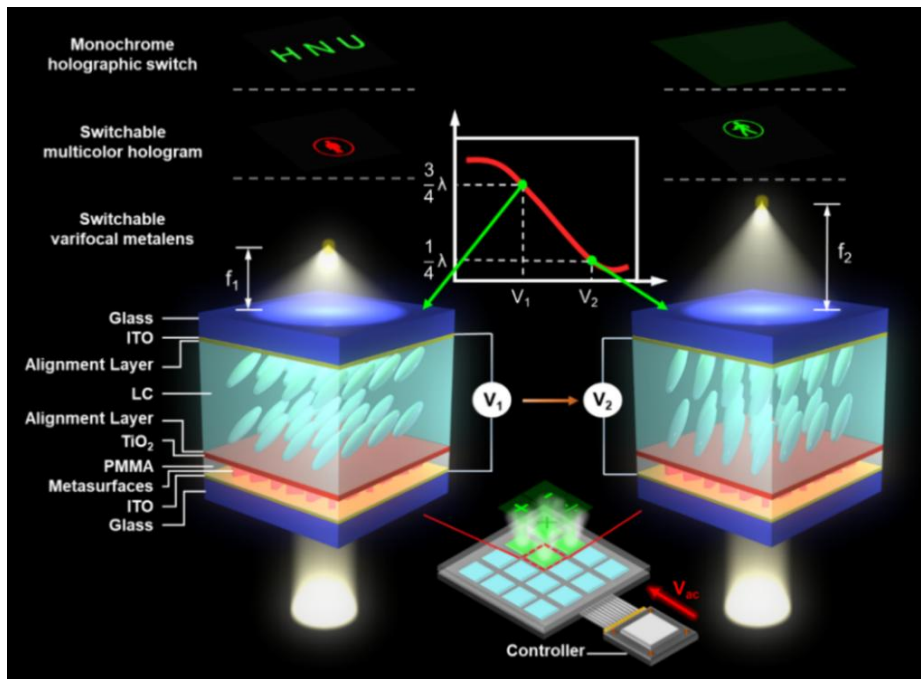 Monochrome
holographic switch
H N U
Switchable
multicolor hologram
Switchable
varifocal metalens
3/4 λ
1/4 λ
V₁
V₂
f₁
f₂
Glass
ITO
Alignment Layer
LC
Alignment Layer
TiO₂
PMMA
Metasurfaces
ITO
Glass
V₁
V₂
Vac
Controller